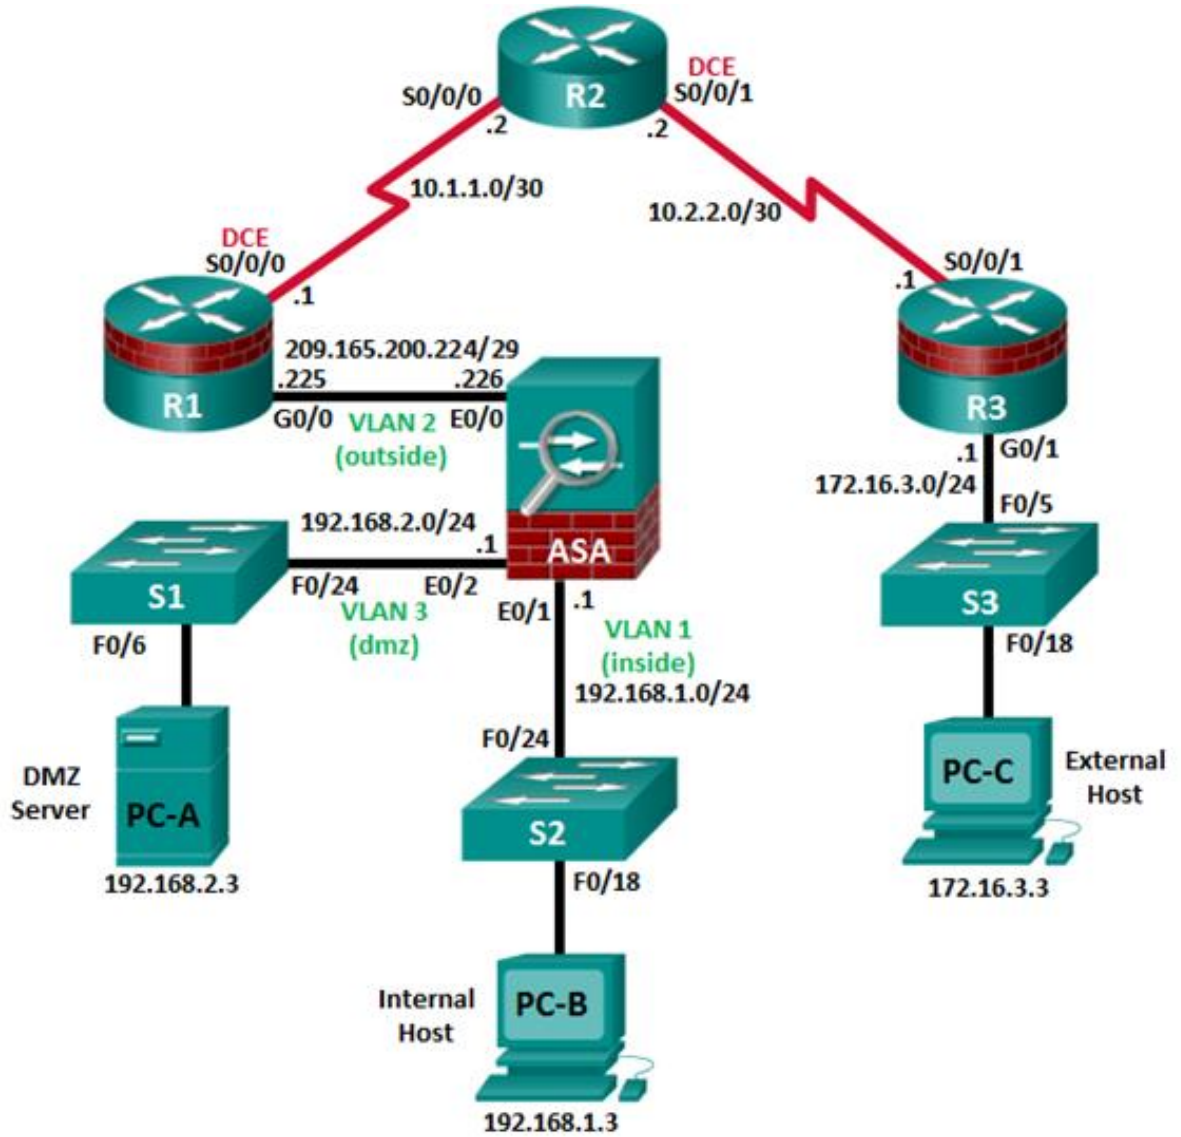 R2
DCE
S0/0/0
S0/0/1
.2
.2
10.1.1.0/30
10.2.2.0/30
DCE
S0/0/0
.1
S0/0/1
.1
R1
209.165.200.224/29
.225
.226
G0/0
VLAN 2
(outside)
E0/0
R3
.1
G0/1
172.16.3.0/24
F0/5
192.168.2.0/24
.1
ASA
S1
F0/24
E0/2
VLAN 3
(dmz)
E0/1
.1
VLAN 1
(inside)
192.168.1.0/24
S3
F0/6
F0/18
F0/24
DMZ
Server
PC-A
192.168.2.3
S2
F0/18
PC-C
External
Host
172.16.3.3
Internal
Host
PC-B
192.168.1.3